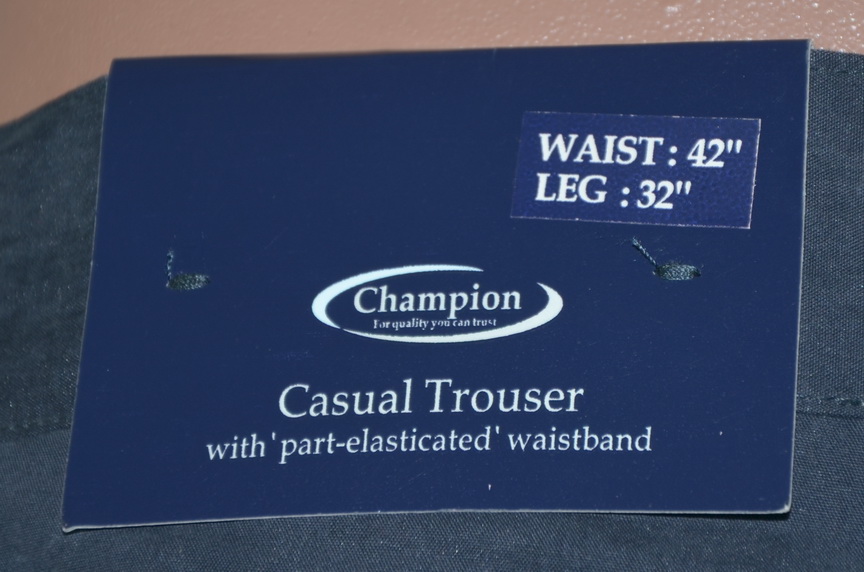 WAIST : 42"
LEG : 32"
Champion
For quality you can trust
Casual Trouser
with 'part-elasticated' waistband